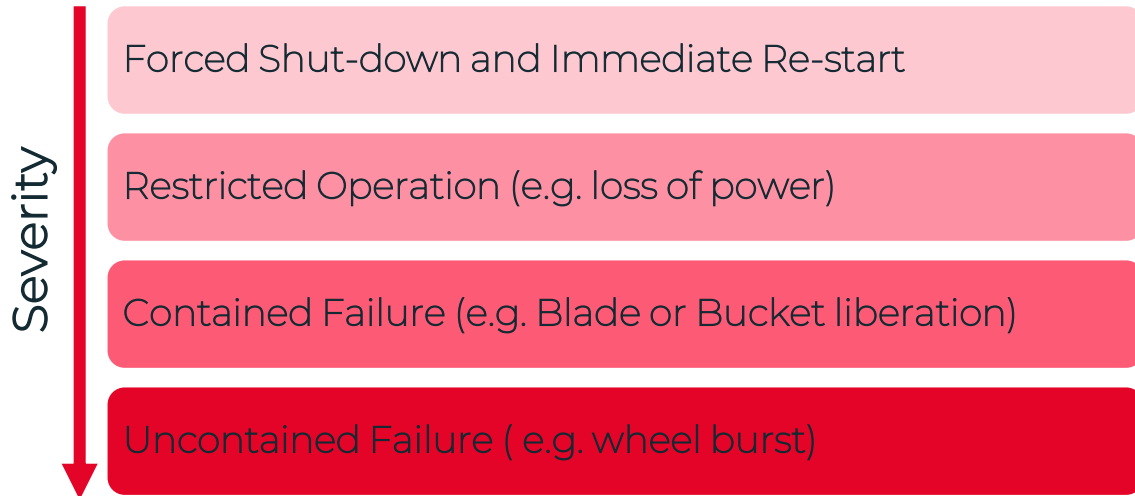 Severity
Forced Shut-down and Immediate Re-start
Restricted Operation (e.g. loss of power)
Contained Failure (e.g. Blade or Bucket liberation)
Uncontained Failure ( e.g. wheel burst)